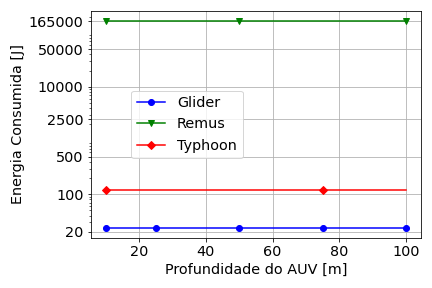 165000
50000
10000
2500
500
100
20
Energia Consumida [J]
Glider
Remus
Typhoon
20 40 60 80 100
Profundidade do AUV [m]